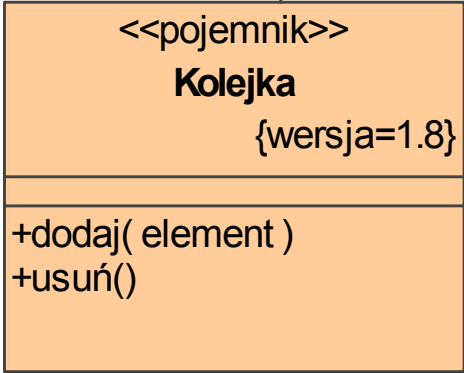 <<pojemnik>>
Kolejka
{wersja=1.8}
+dodaj( element )
+usuń()